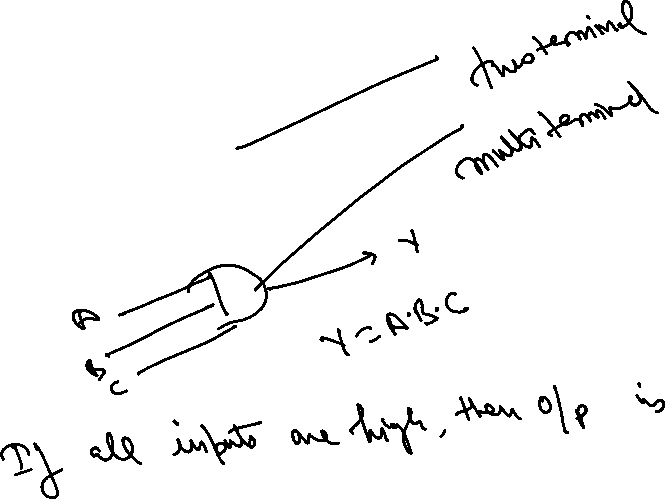 two terminal
multi terminal
Y
A
B
C
Y = A·B·C
If all inputs are high, then o/p is